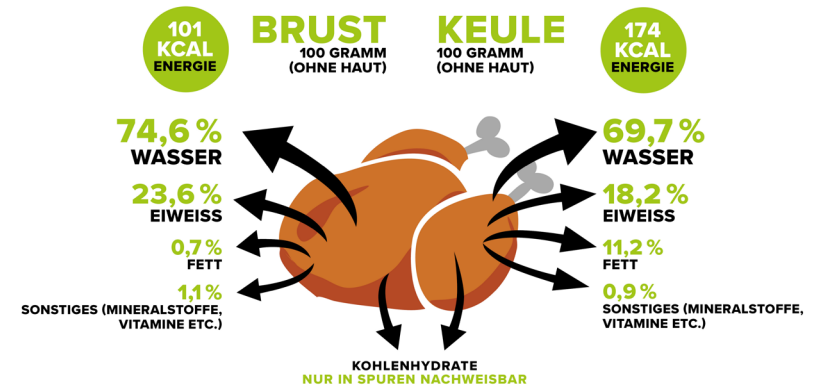 101
KCAL
ENERGIE
BRUST
100 GRAMM
(OHNE HAUT)
KEULE
100 GRAMM
(OHNE HAUT)
174
KCAL
ENERGIE
74,6 %
WASSER
23,6 %
EIWEISS
0,7 %
FETT
1,1 %
SONSTIGES (MINERALSTOFFE,
VITAMINE ETC.)
69,7 %
WASSER
18,2 %
EIWEISS
11,2 %
FETT
0,9 %
SONSTIGES (MINERALSTOFFE,
VITAMINE ETC.)
KOHLENHYDRATE
NUR IN SPUREN NACHWEISBAR